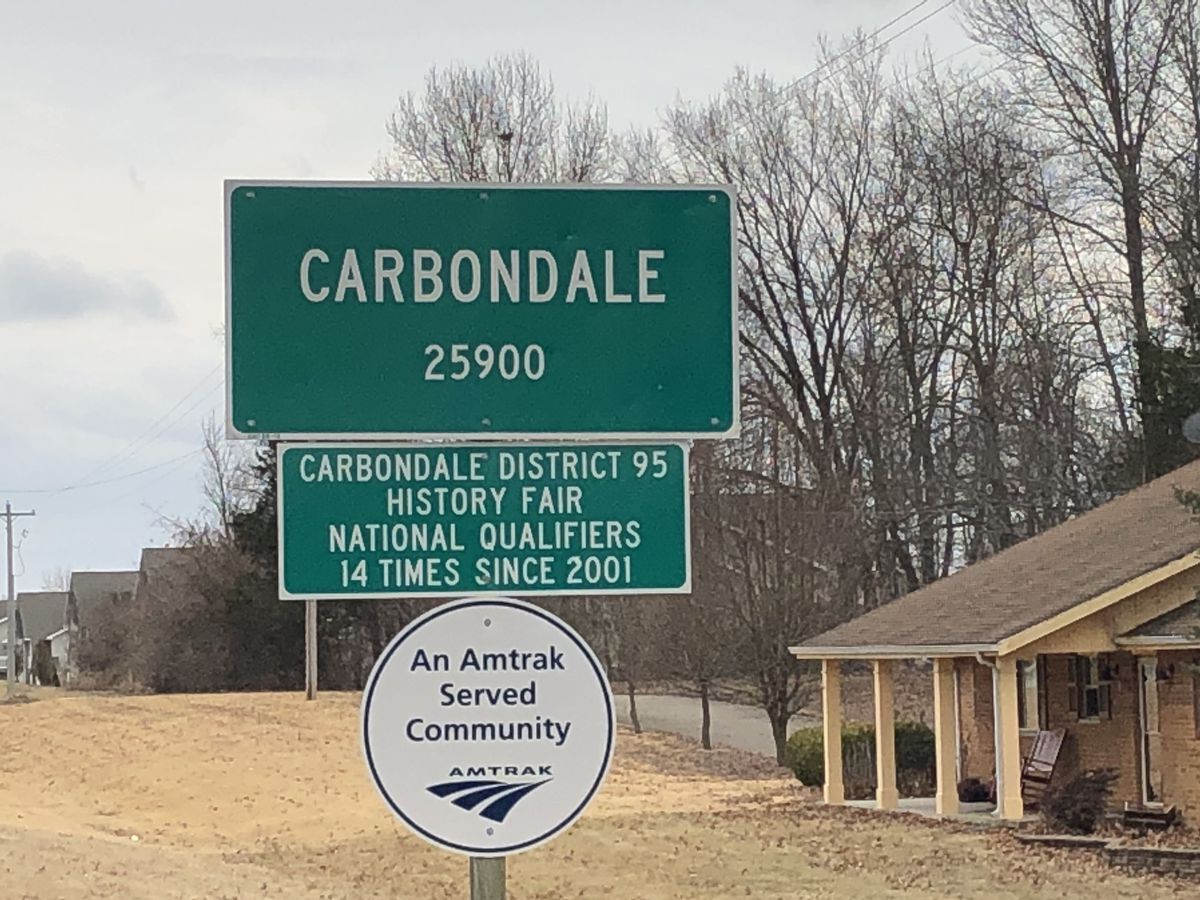 CARBONDALE
25900
CARBONDALE DISTRICT 95
HISTORY FAIR
NATIONAL QUALIFIERS
14 TIMES SINCE 2001
An Amtrak
Served
Community
AMTRAK